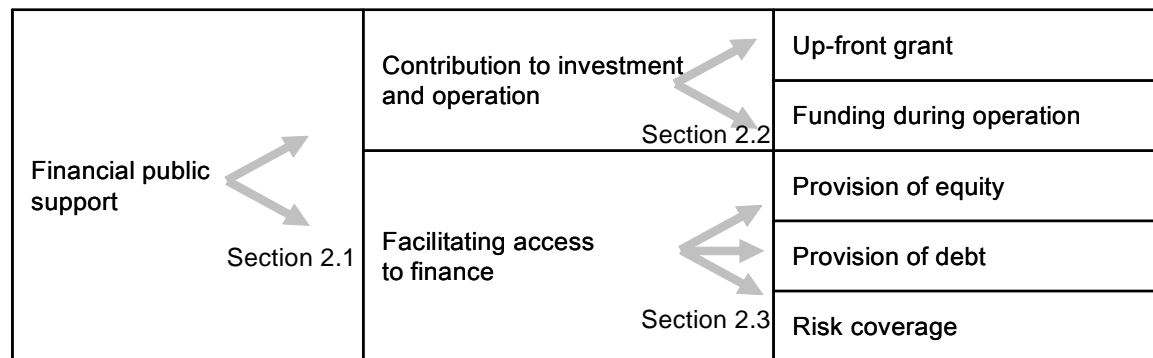 Financial public
support
Section 2.1
Contribution to investment
and operation
Section 2.2
Up-front grant
Funding during operation
Facilitating access
to finance
Section 2.3
Provision of equity
Provision of debt
Risk coverage